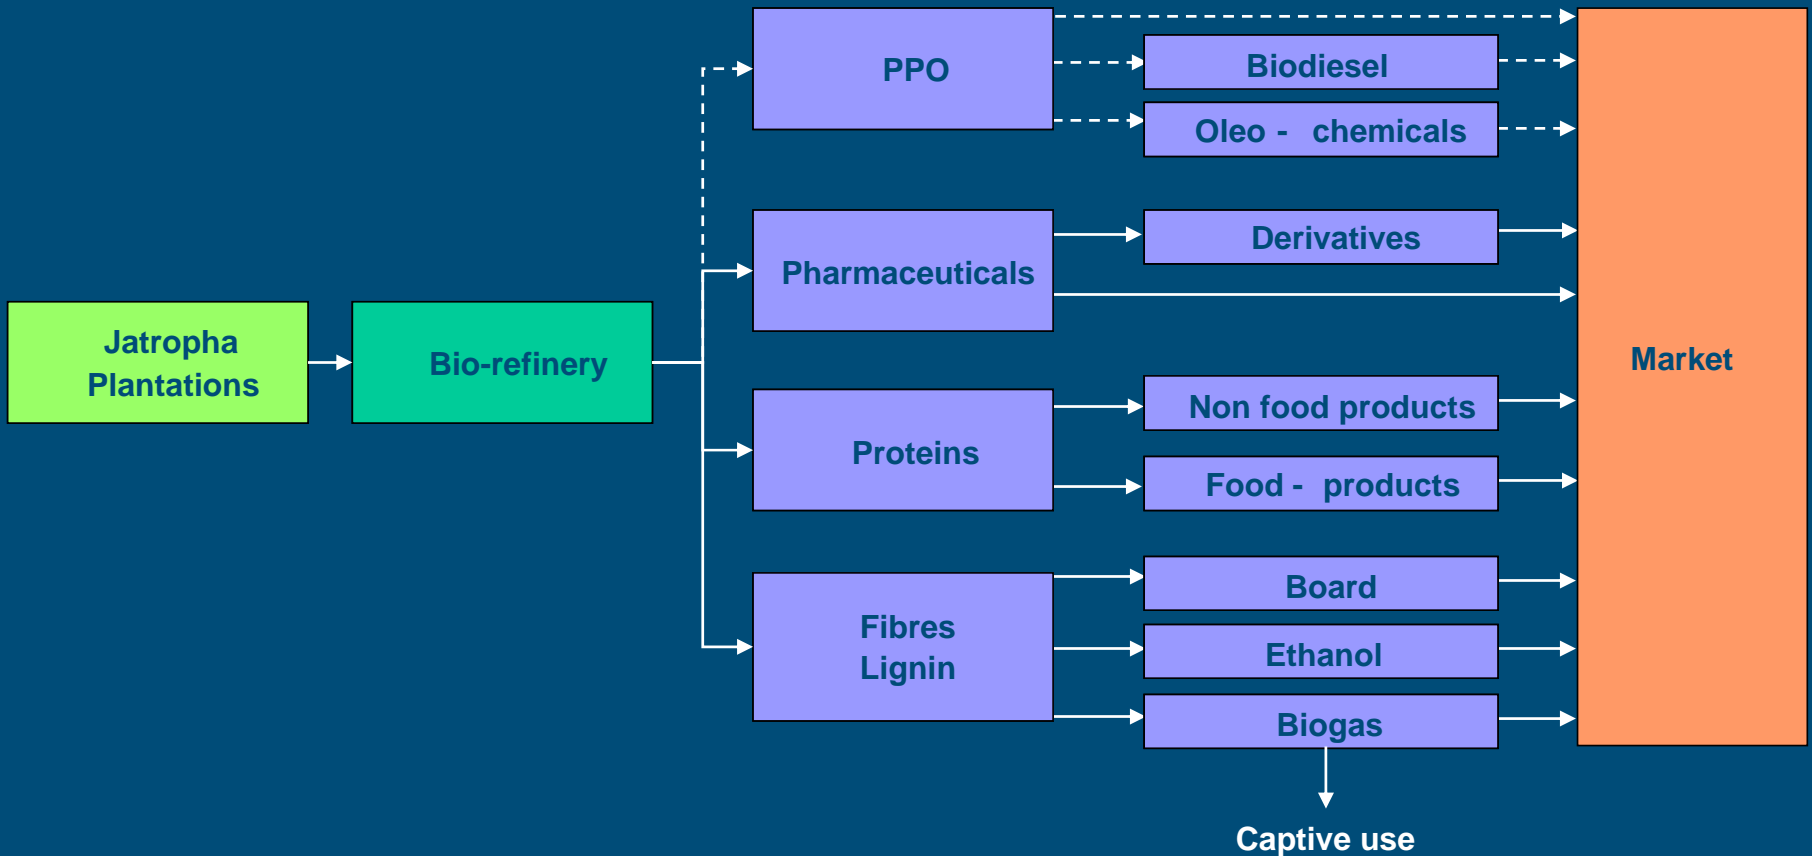 PPO
Biodiesel
Oleo - chemicals
Pharmaceuticals
Derivatives
Jatropha
Plantations
Bio-refinery
Market
Proteins
Non food products
Food - products
Fibres
Lignin
Board
Ethanol
Biogas
Captive use